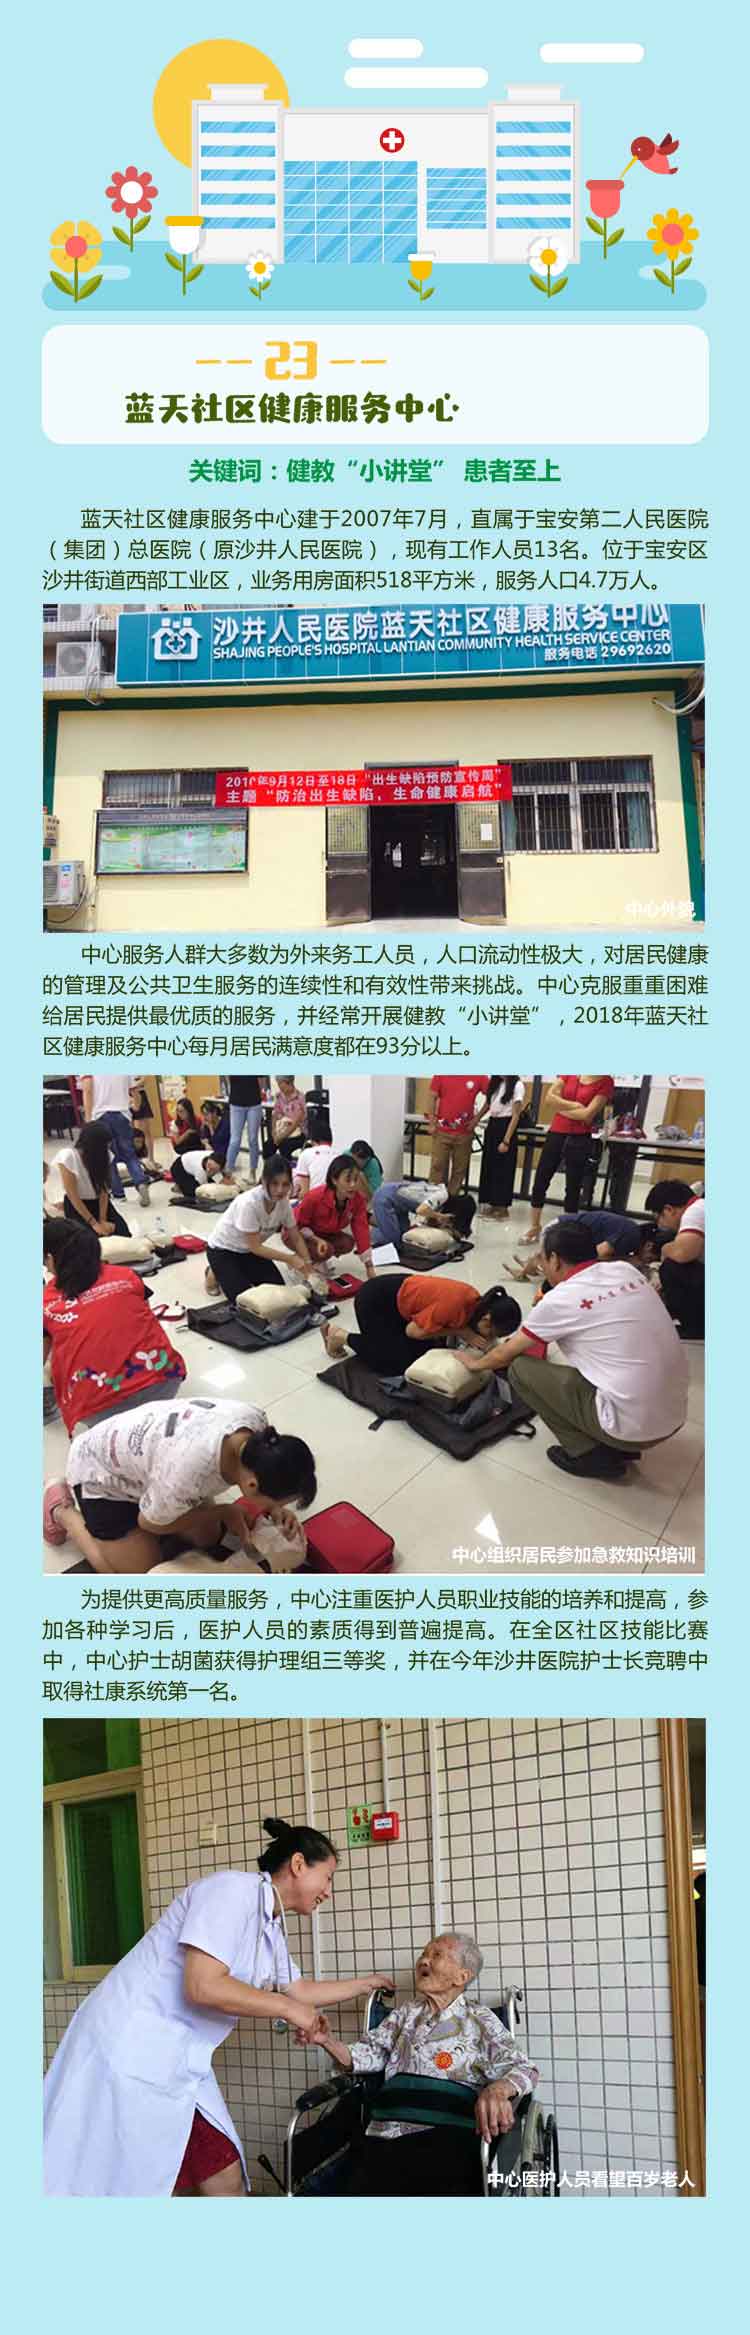 --23--
蓝天社区健康服务中心
关键词：健教“小讲堂” 患者至上
蓝天社区健康服务中心建于2007年7月，直属于宝安第二人民医院
（集团）总医院（原沙井人民医院），现有工作人员13名。位于宝安区
沙井街道西部工业区，业务用房面积518平方米，服务人口4.7万人。
沙井人民医院蓝天社区健康服务中心
SHAJING PEOPLE'S HOSPITAL LANTIAN COMMUNITY HEALTH SERVICE CENTER
服务电话 29692620
年9月12日至18日“出生缺陷预防宣传周”
主题“防治出生缺陷，生命健康启航”
中心外貌
中心服务人群大多数为外来务工人员，人口流动性极大，对居民健康
的管理及公共卫生服务的连续性和有效性带来挑战。中心克服重重困难
给居民提供最优质的服务，并经常开展健教“小讲堂”，2018年蓝天社
区健康服务中心每月居民满意度都在93分以上。
中心组织居民参加急救知识培训
为提供更高质量服务，中心注重医护人员职业技能的培养和提高，参
加各种学习后，医护人员的素质得到普遍提高。在全区社区技能比赛
中，中心护士胡菌获得护理组三等奖，并在今年沙井医院护士长竞聘中
取得社康系统第一名。
中心医护人员看望百岁老人